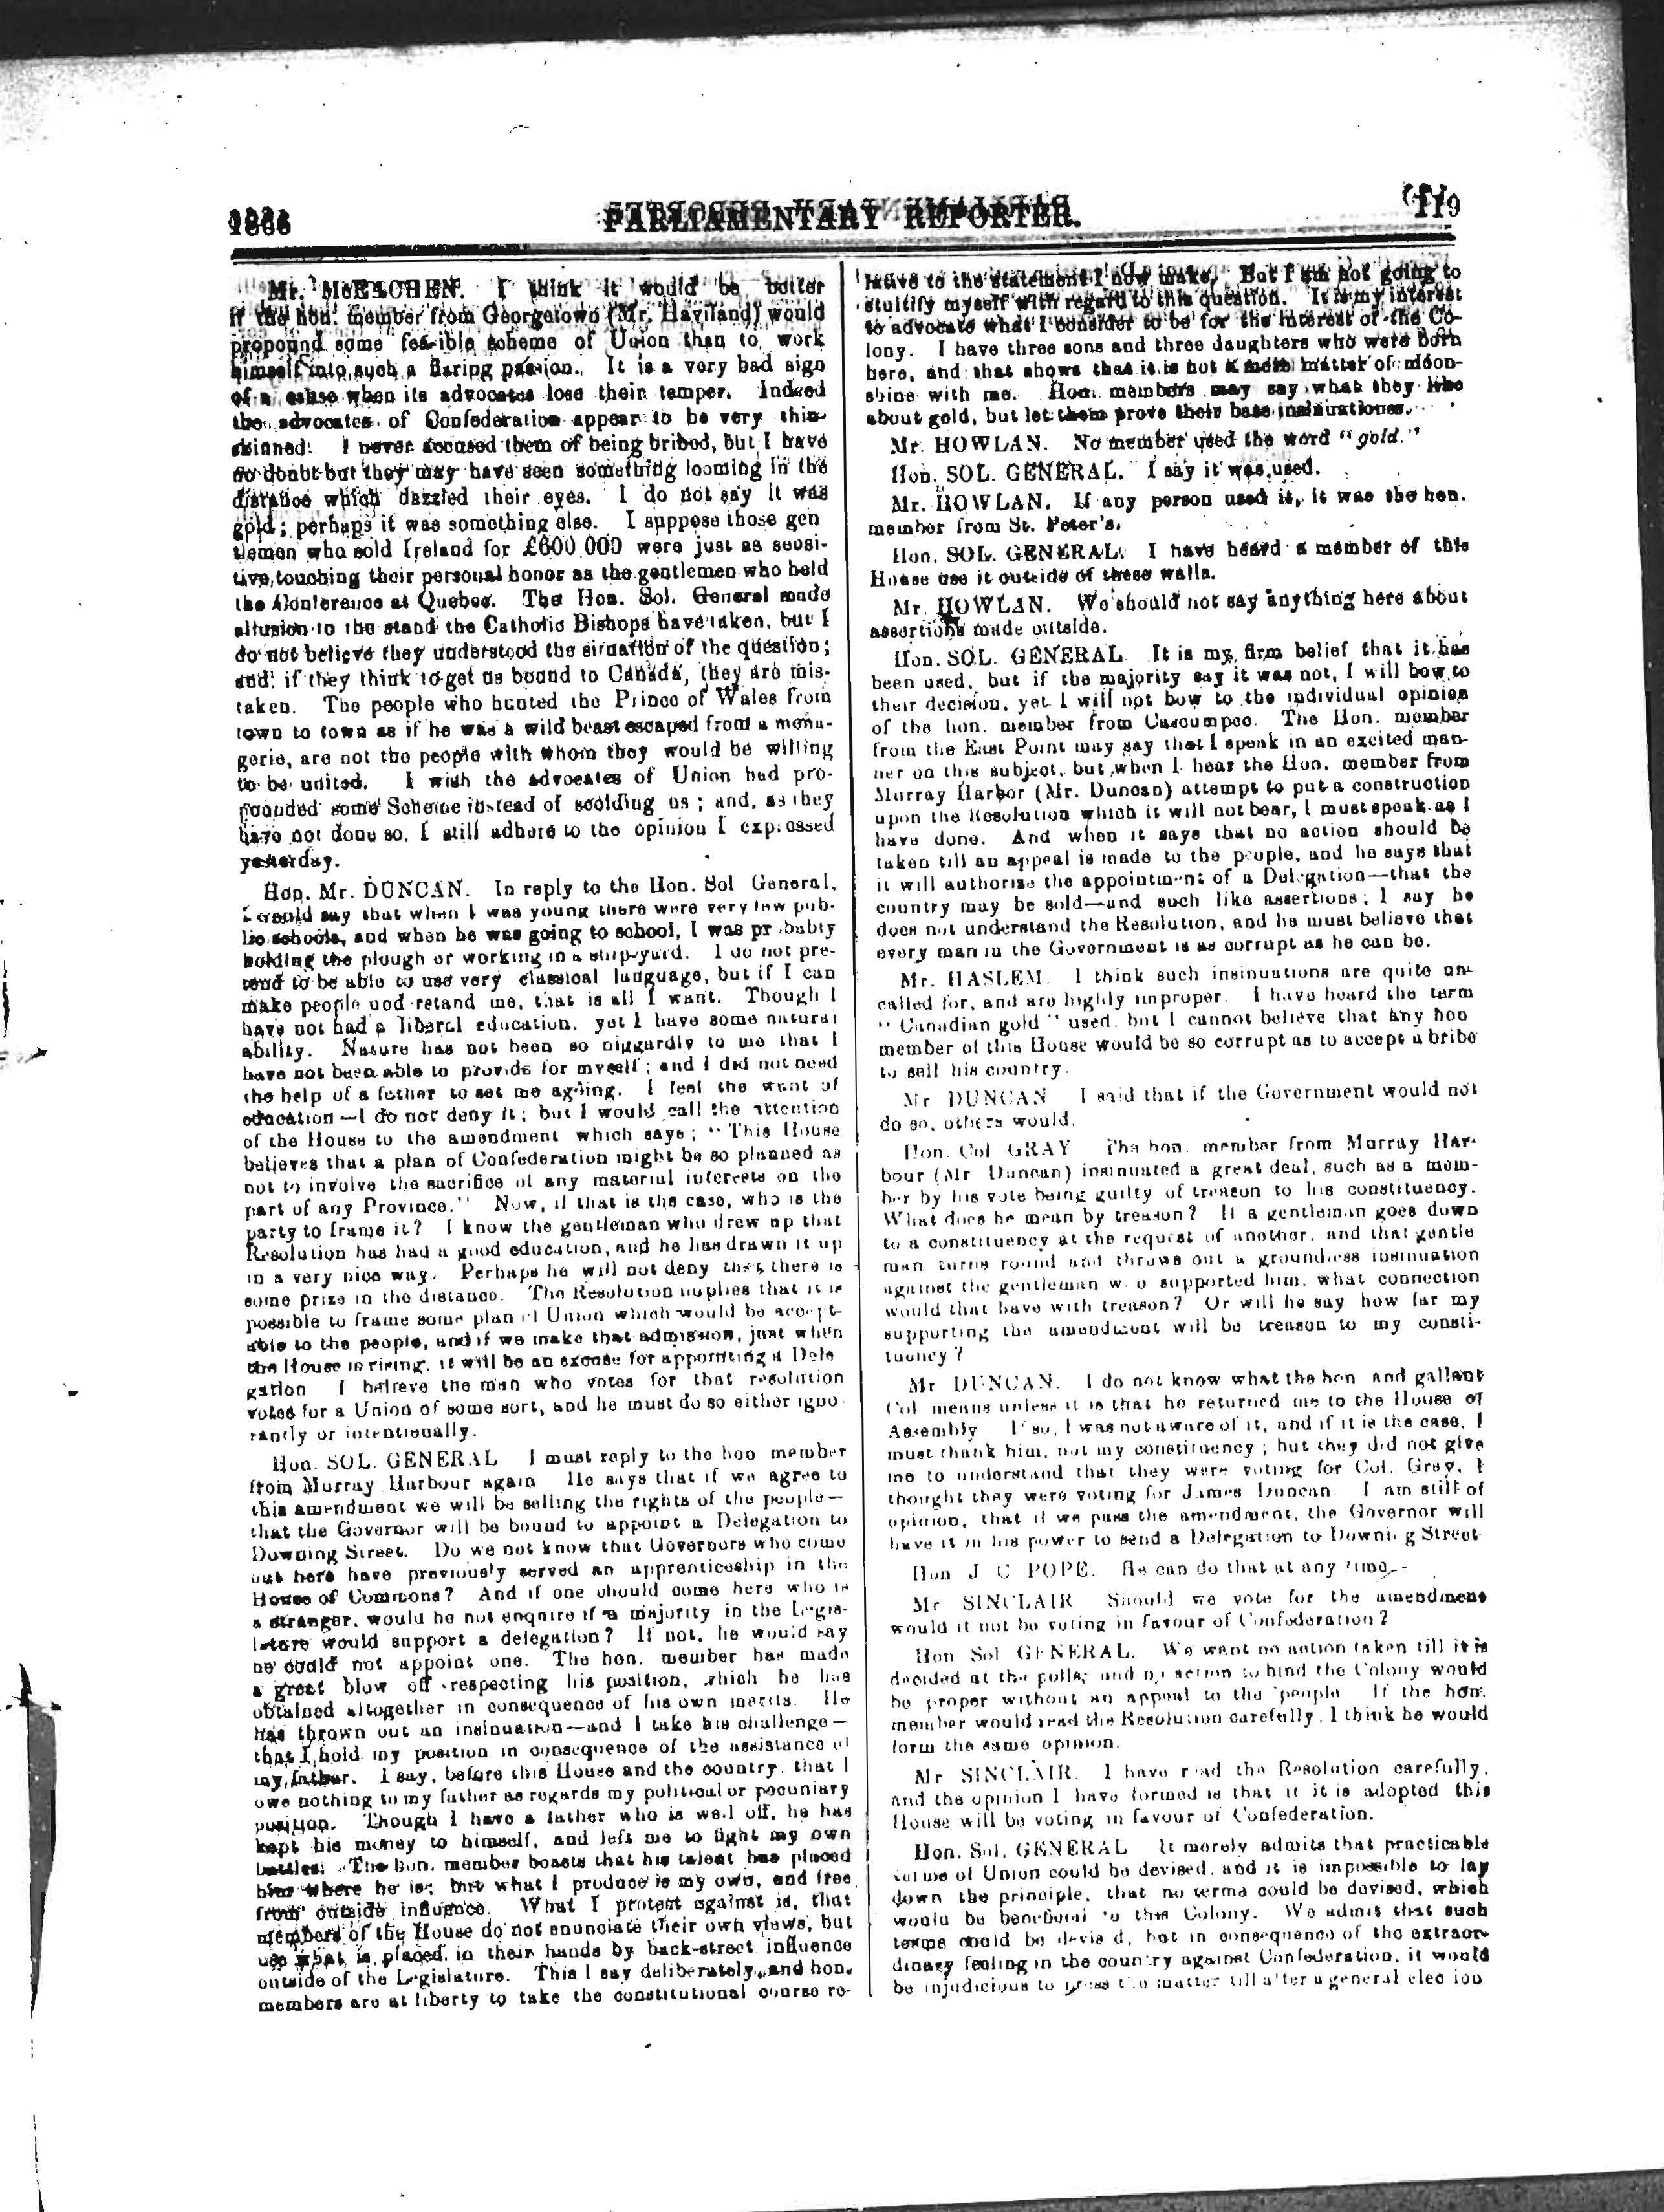 1866
PARLIAMENTARY REPORTER.
119
Mr. McEACHEN. I think it would be better
if the hon. member from Georgetown (Mr. Haviland) would
propound some feasible scheme of Union than to work
himself into such a flaring passion. It is a very bad sign
of a cause when its advocates lose their temper. Indeed
the advocates of Confederation appear to be very thin-
skinned. I never accused them of being bribed, but I have
no doubt but they may have seen something looming in the
distance which dazzled their eyes. I do not say it was
gold; perhaps it was something else. I suppose those gen
tlemen who sold Ireland for £600,000 were just as sensi-
tive touching their personal honor as the gentlemen who held
the Conference at Quebec. The Hon. Sol. General made
allusion to the stand the Catholic Bishops have taken, but I
do not believe they understood the situation of the question;
and if they think to get us bound to Canada, they are mis-
taken. The people who hunted the Prince of Wales from
town to town as if he was a wild beast escaped from a mena-
gerie, are not the people with whom they would be willing
to be united. I wish the advocates of Union had pro-
pounded some Scheme instead of scolding us; and, as they
have not done so, I still adhere to the opinion I expressed
yesterday.
Hon. Mr. DUNCAN. In reply to the Hon. Sol General,
I would say that when I was young there were very few pub-
lic schools, and when he was going to school, I was probably
holding the plough or working in a ship-yard. I do not pre-
tend to be able to use very classical language, but if I can
make people understand me, that is all I want. Though I
have not had a liberal education, yet I have some natural
ability. Nature has not been so niggardly to me that I
have not been able to provide for myself; and I did not need
the help of a father to set me agoing. I feel the want of
education—I do not deny it; but I would call the attention
of the House to the amendment which says; "This House
believes that a plan of Confederation might be so planned as
not to involve the sacrifice of any material interests on the
part of any Province." Now, if that is the case, who is the
party to frame it? I know the gentleman who drew up that
Resolution has had a good education, and he has drawn it up
in a very nice way. Perhaps he will not deny that there is
some prize in the distance. The Resolution implies that it is
possible to frame some plan of Union which would be accept-
able to the people, and if we make that admission, just when
the House is rising, it will be an excuse for appointing a Dele
gation I believe the man who votes for that resolution
votes for a Union of some sort, and he must do so either igno
rantly or intentionally.
Hon. SOL. GENERAL I must reply to the hon member
from Murray Harbour again He says that if we agree to
this amendment we will be selling the rights of the people—
that the Governor will be bound to appoint a Delegation to
Downing Street. Do we not know that Governors who come
out here have previously served an apprenticeship in the
House of Commons? And if one should come here who is
a stranger, would he not enquire if a majority in the Legis-
lature would support a delegation? If not, he would say
he could not appoint one. The hon. member has made
a great blow off respecting his position, which he has
obtained altogether in consequence of his own merits. He
has thrown out an insinuation—and I take his challenge—
that I hold my position in consequence of the assistance of
my father. I say, before this House and the country, that I
owe nothing to my father as regards my political or pecuniary
position. Though I have a father who is well off, he has
kept his money to himself, and left me to fight my own
battles. The hon. member boasts that his talent has placed
him where he is; but what I produce is my own, and free
from outside influence. What I protest against is, that
members of the House do not enunciate their own views, but
use what is placed in their hands by back-street influence
outside of the Legislature. This I say deliberately, and hon.
members are at liberty to take the constitutional course re-
lative to the statement I now make. But I am not going to
stultify myself with regard to this question. It is my interest
to advocate what I consider to be for the interest of the Co-
lony. I have three sons and three daughters who were born
here, and that shows that it is not a mere matter of moon-
shine with me. Hon. members may say what they like
about gold, but let them prove their base insinuations.
Mr. HOWLAN. No member used the word "gold."
Hon. SOL. GENERAL. I say it was used.
Mr. HOWLAN. If any person used it, it was the hon.
member from St. Peter's.
Hon. SOL. GENERAL. I have heard a member of this
House use it outside of these walls.
Mr. HOWLAN. We should not say anything here about
assertions made outside.
Hon. SOL. GENERAL. It is my firm belief that it has
been used, but if the majority say it was not, I will bow to
their decision, yet I will not bow to the individual opinion
of the hon. member from Cascumpec. The Hon. member
from the East Point may say that I speak in an excited man-
ner on this subject, but when I hear the Hon. member from
Murray Harbor (Mr. Duncan) attempt to put a construction
upon the Resolution which it will not bear, I must speak as I
have done. And when it says that no action should be
taken till an appeal is made to the people, and he says that
it will authorise the appointment of a Delegation—that the
country may be sold—and such like assertions; I say he
does not understand the Resolution, and he must believe that
every man in the Government is as corrupt as he can be.
Mr. HASLEM. I think such insinuations are quite un-
called for, and are highly improper. I have heard the term
"Canadian gold" used, but I cannot believe that any hon
member of this House would be so corrupt as to accept a bribe
to sell his country.
Mr DUNCAN I said that if the Government would not
do so, others would.
Hon. Col GRAY The hon. member from Murray Har-
bour (Mr Duncan) insinuated a great deal, such as a mem-
ber by his vote being guilty of treason to his constituency.
What does he mean by treason? If a gentleman goes down
to a constituency at the request of another, and that gentle
man turns round and throws out a groundless insinuation
against the gentleman who supported him, what connection
would that have with treason? Or will he say how far my
supporting the amendment will be treason to my consti-
tuency?
Mr DUNCAN. I do not know what the hon and gallant
Col means unless it is that he returned me to the House of
Assembly If so, I was not aware of it, and if it is the case, I
must thank him, not my constituency; but they did not give
me to understand that they were voting for Col. Gray, I
thought they were voting for James Duncan. I am still of
opinion, that if we pass the amendment, the Governor will
have it in his power to send a Delegation to Downing Street
Hon J C POPE. He can do that at any time.
Mr SINCLAIR Should we vote for the amendment
would it not be voting in favour of Confederation?
Hon Sol GENERAL. We want no action taken till it is
decided at the polls; and no action to bind the Colony would
be proper without an appeal to the people If the hon.
member would read the Resolution carefully, I think he would
form the same opinion.
Mr SINCLAIR. I have read the Resolution carefully,
and the opinion I have formed is that if it is adopted this
House will be voting in favour of Confederation.
Hon. Sol. GENERAL It merely admits that practicable
terms of Union could be devised, and it is impossible to lay
down the principle, that no terms could be devised, which
would be beneficial to this Colony. We admit that such
terms could be devised, but in consequence of the extraor-
dinary feeling in the country against Confederation, it would
be injudicious to press the matter till after a general election